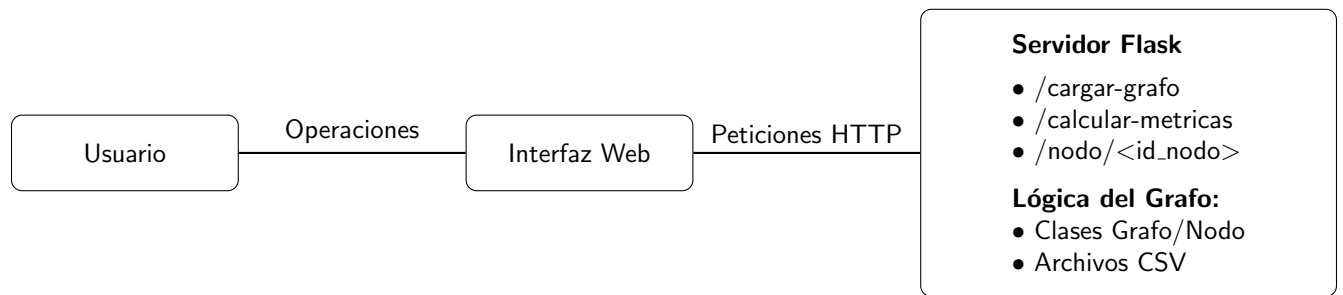 Usuario
Operaciones
Interfaz Web
Peticiones HTTP
Servidor Flask
• /cargar-grafo
• /calcular-metricas
• /nodo/<id_nodo>
Lógica del Grafo:
• Clases Grafo/Nodo
• Archivos CSV